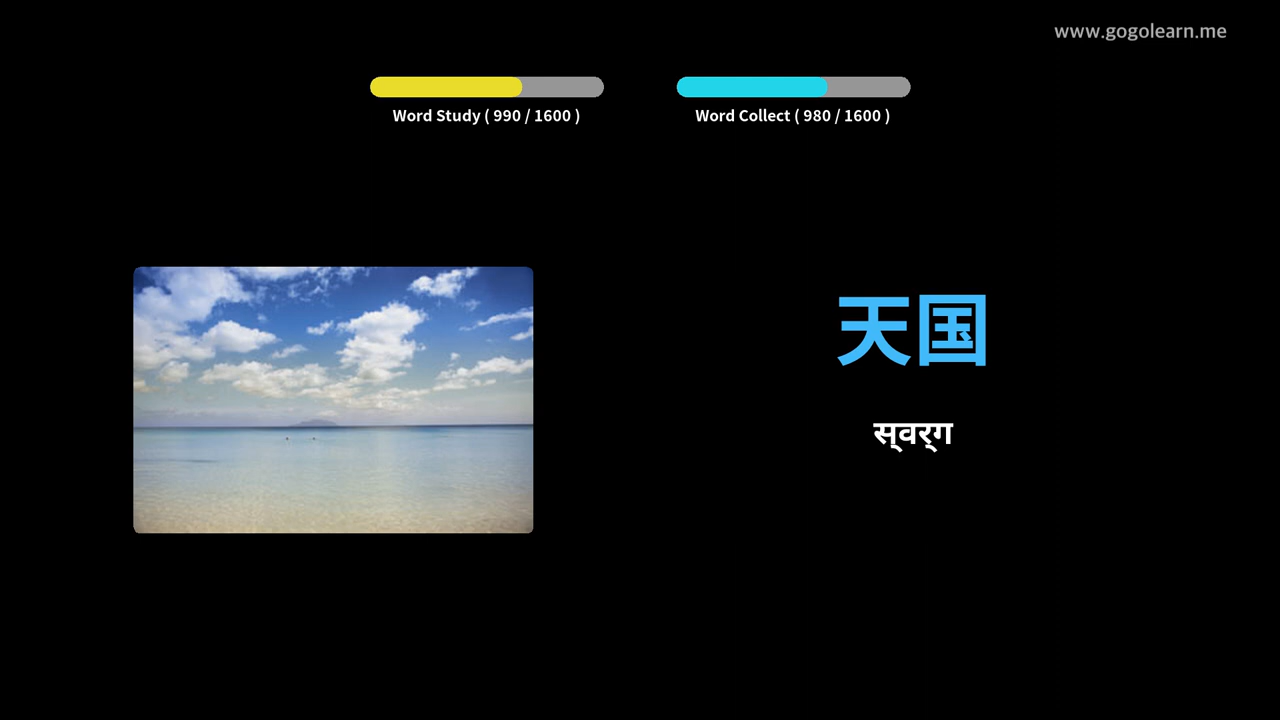 www.gogolearn.me
Word Study ( 990 / 1600 )
Word Collect ( 980 / 1600 )
天国
स्वर्ग